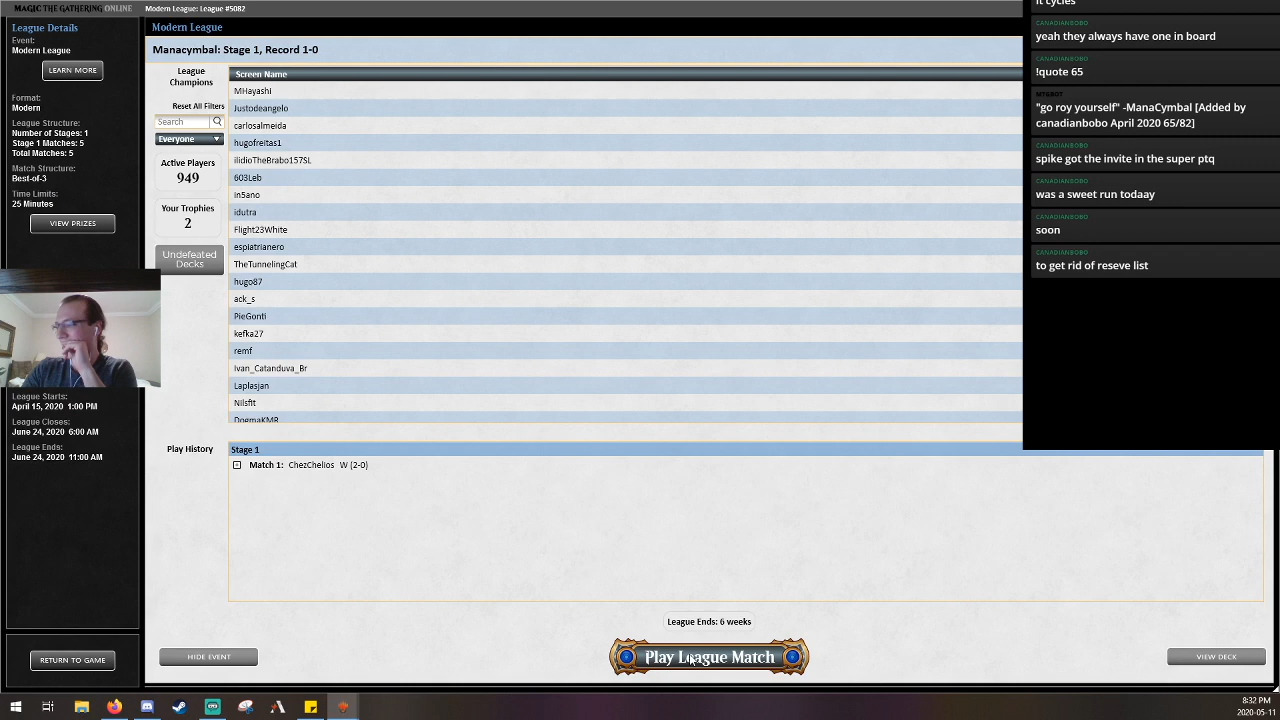 MAGIC THE GATHERING ONLINE
Modern League: League #5082
League Details
Event:
Modern League
LEARN MORE
Format:
Modern
League Structure:
Number of Stages: 1
Stage 1 Matches: 5
Total Matches: 5
Match Structure:
Best-of-3
Time Limits:
25 Minutes
VIEW PRIZES
League Starts:
April 15, 2020 1:00 PM
League Closes:
June 24, 2020 6:00 AM
League Ends:
June 24, 2020 11:00 AM
RETURN TO GAME
Modern League
Manacymbal: Stage 1, Record 1-0
League
Champions
Reset All Filters
Search
Everyone
Active Players
949
Your Trophies
2
Undefeated
Decks
Screen Name
MHayashi
Justodeangelo
carlosalmeida
hugofreitas1
ilidioTheBrabo157SL
603Leb
in5ano
idutra
Flight23White
espiatrianero
TheTunnelingCat
hugo87
ack_s
PieGonti
kefka27
remf
Ivan_Catanduva_Br
Laplasjan
Nilsfit
DogmaKMR
Play History
Stage 1
Match 1: ChezChelios W (2-0)
League Ends: 6 weeks
HIDE EVENT
Play League Match
VIEW DECK
it cycles
CANADIANBOBO
yeah they always have one in board
CANADIANBOBO
!quote 65
"go roy yourself" -ManaCymbal [Added by
canadianbobo April 2020 65/82]
CANADIANBOBO
spike got the invite in the super ptq
CANADIANBOBO
was a sweet run todaay
CANADIANBOBO
soon
CANADIANBOBO
to get rid of reseve list
8:32 PM
2020-05-11